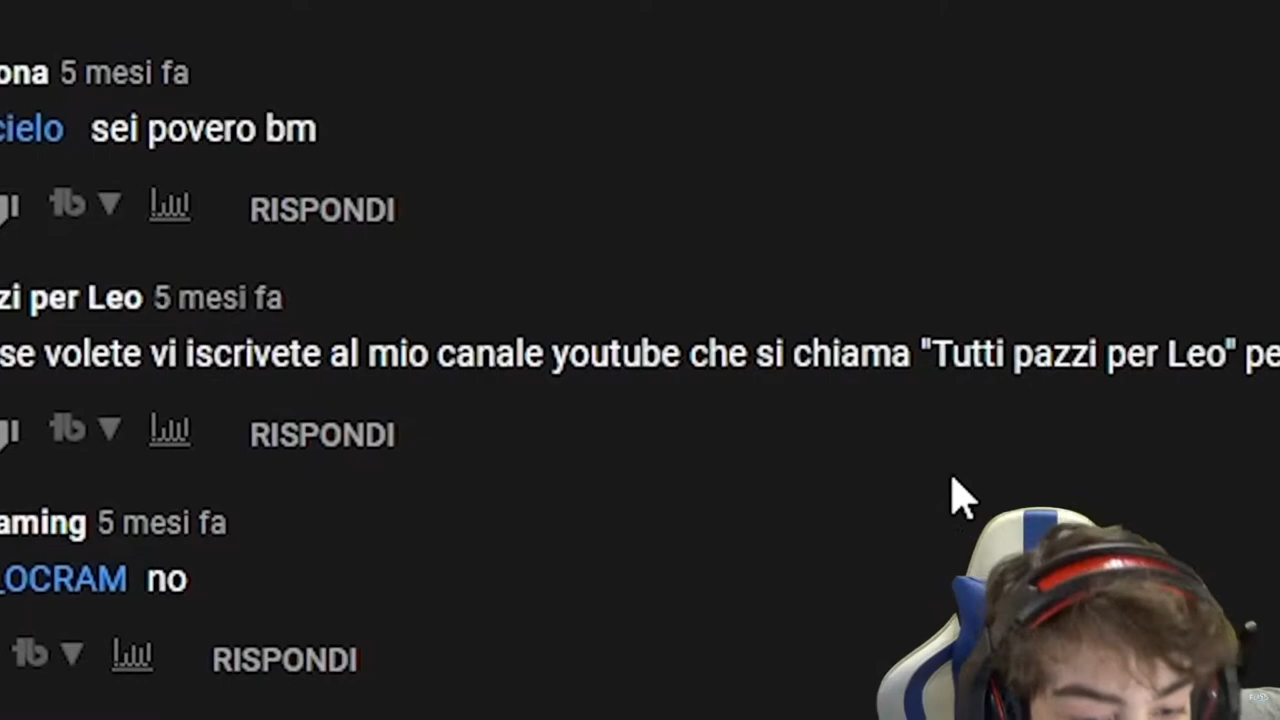 ona 5 mesi fa
cielo sei povero bm
RISPONDI
zi per Leo 5 mesi fa
se volete vi iscrivete al mio canale youtube che si chiama "Tutti pazzi per Leo" pe
RISPONDI
aming 5 mesi fa
_OCRAM no
RISPONDI